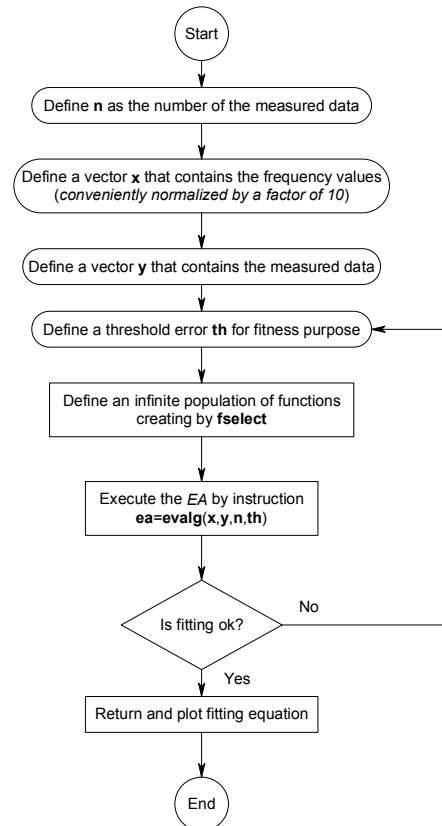 Start
Define n as the number of the measured data
Define a vector x that contains the frequency values
(conveniently normalized by a factor of 10)
Define a vector y that contains the measured data
Define a threshold error th for fitness purpose
Define an infinite population of functions
creating by fselect
Execute the EA by instruction
ea=evalg(x,y,n,th)
Is fitting ok?
No
Yes
Return and plot fitting equation
End